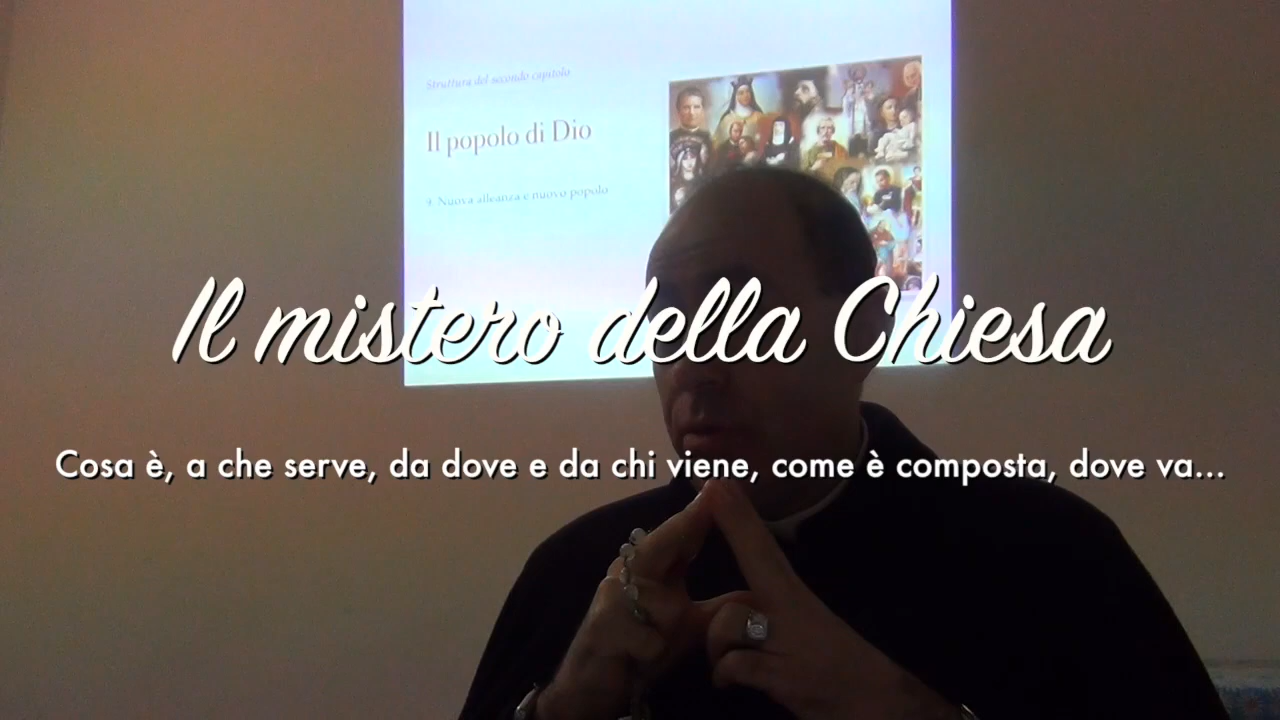 Struttura del secondo capitolo
Il popolo di Dio
9. Nuova alleanza e nuovo popolo
Il mistero della Chiesa
Cosa è, a che serve, da dove e da chi viene, come è composta, dove va...